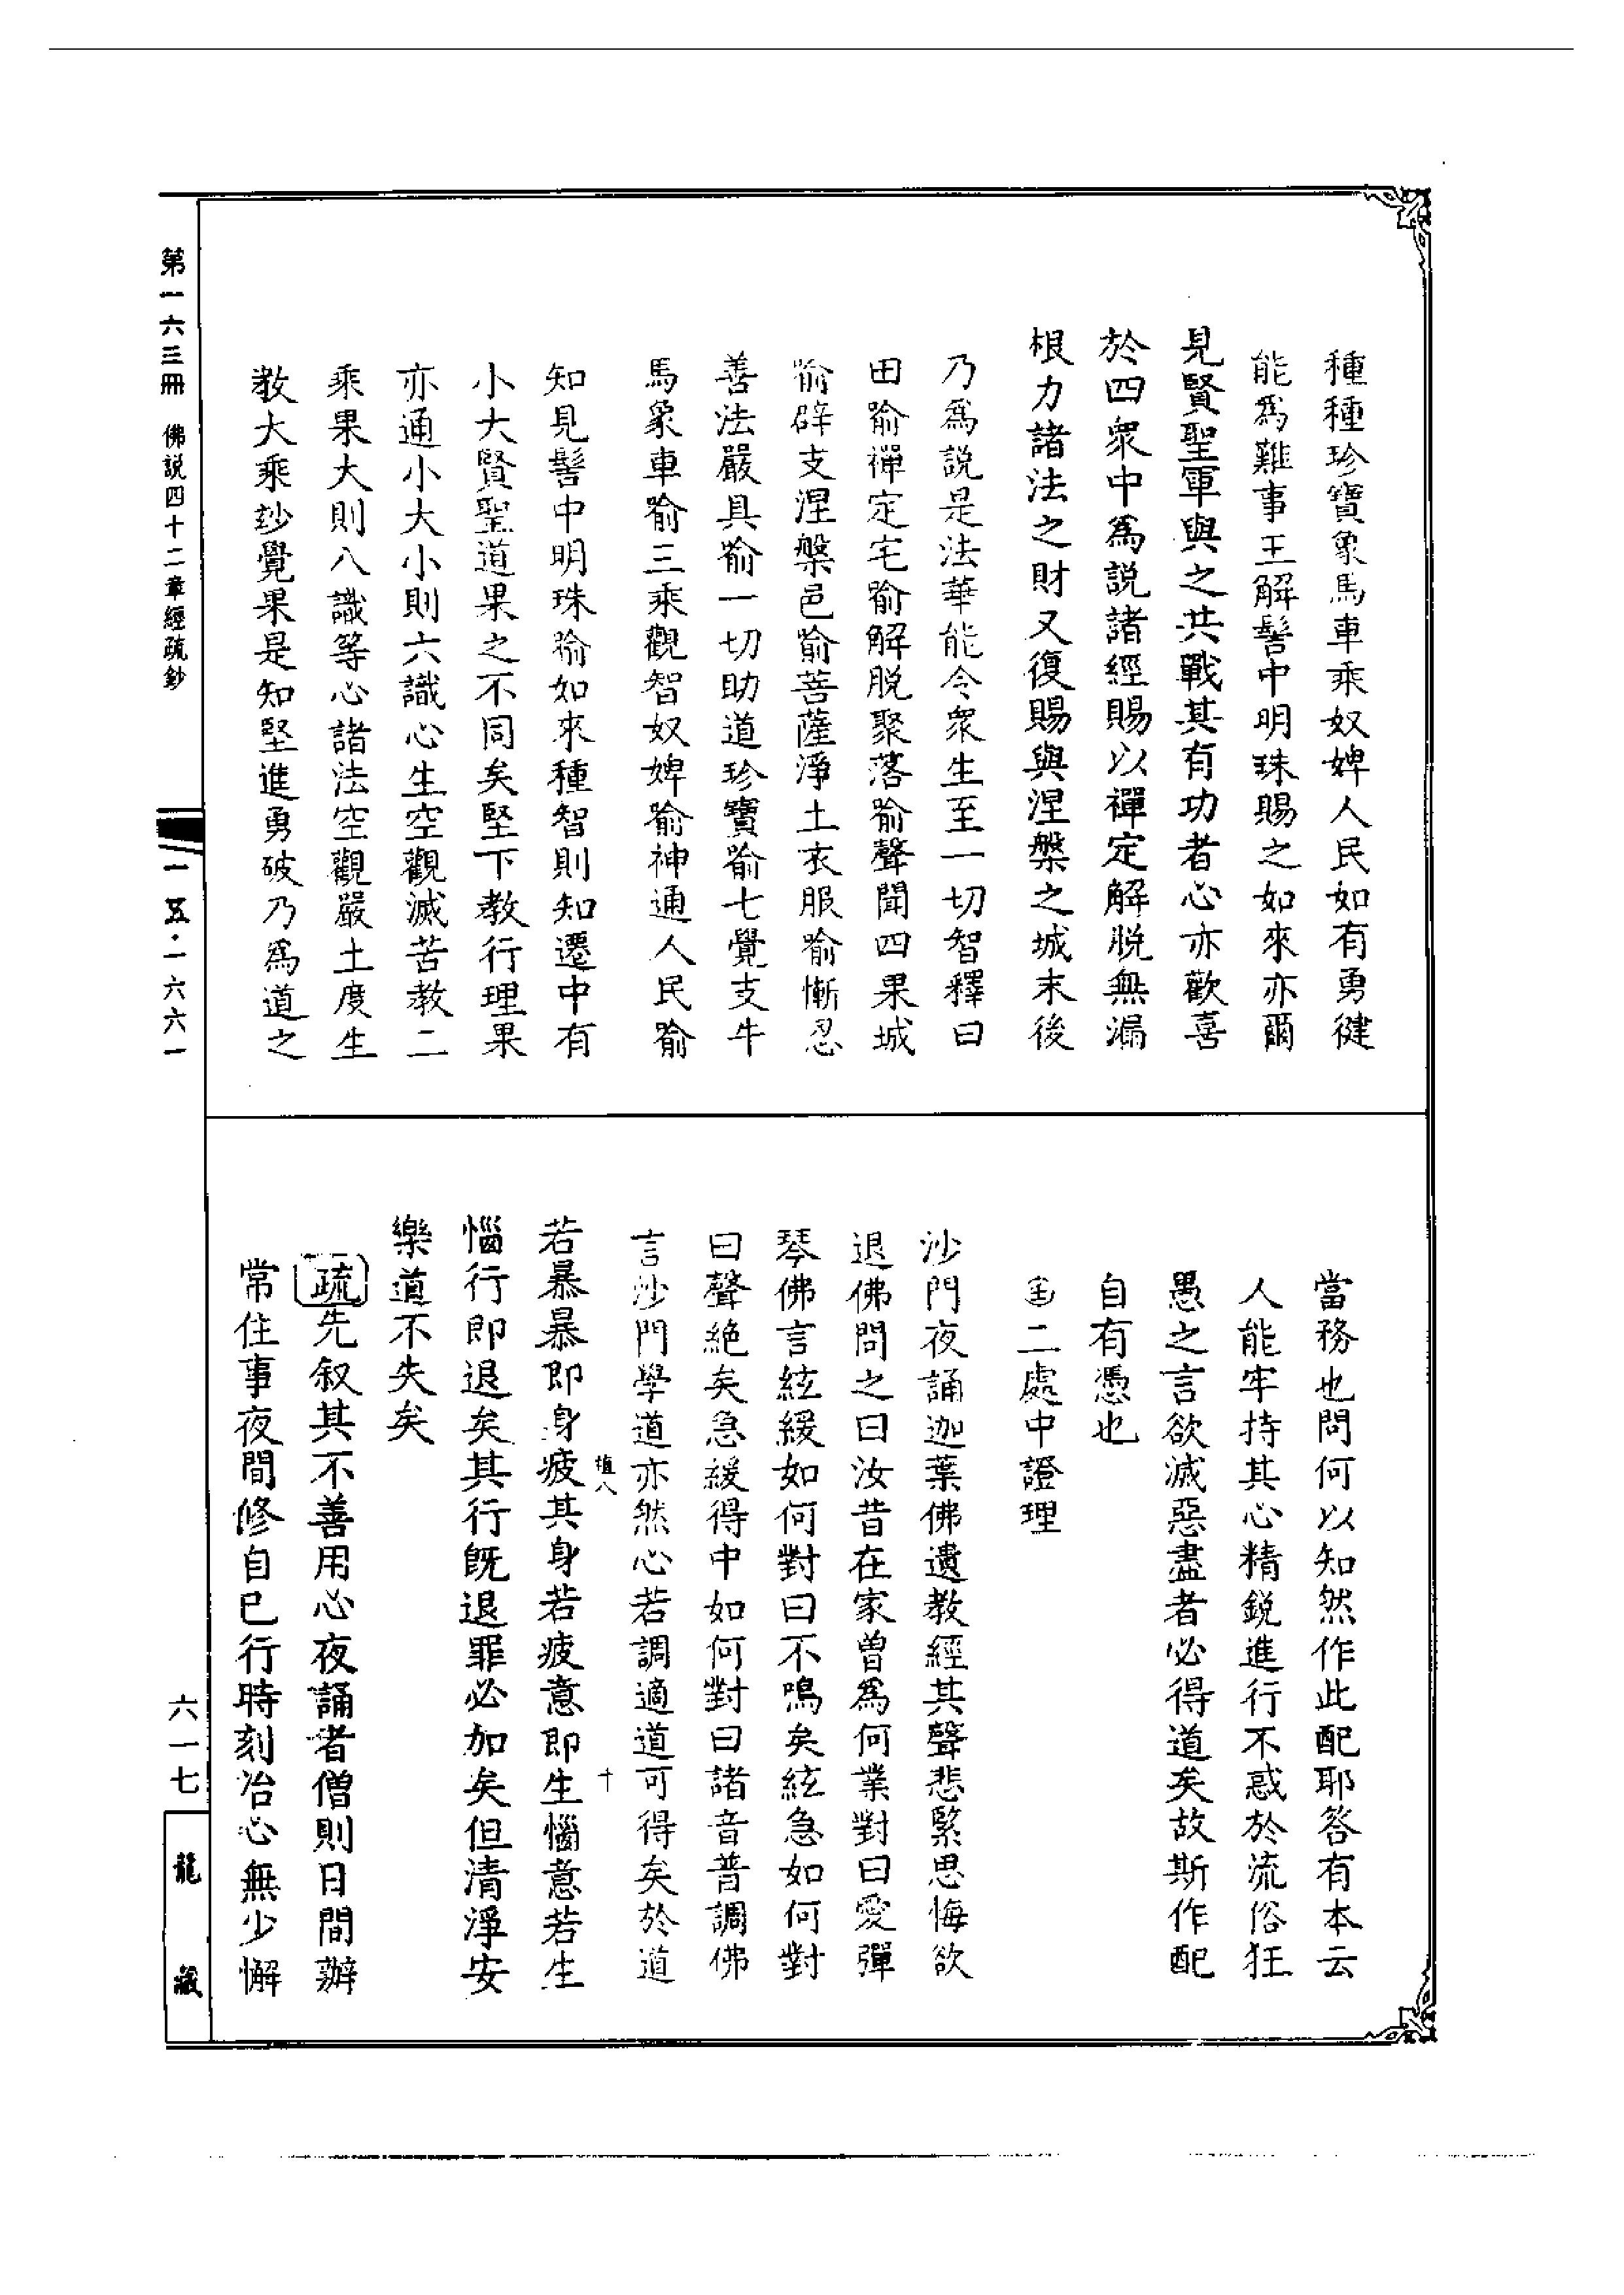 種種珍寶象馬車乘奴婢人民如有勇健
能爲難事王解髻中明珠賜之如來亦爾
見賢聖軍與之共戰其有功者心亦歡喜
於四衆中爲説諸經賜以禪定解脱無漏
根力諸法之財又復賜與涅槃之城末後
乃爲説是法華能令衆生至一切智釋曰
田喻禪定宅喻解脱聚落喻聲聞四果城
喻辟支涅槃邑喻菩薩淨土衣服喻慚忍
善法嚴具喻一切助道珍寶喻七覺支牛
馬象車喻三乘觀智奴婢喻神通人民喻
知見髻中明珠喻如來種智則知遷中有
小大賢聖道果之不同矣堅下教行理果
亦通小大小則六識心生空觀滅苦教二
乘果大則八識等心諸法空觀嚴土度生
教大乘玅覺果是知堅進勇破乃爲道之
當務也問何以知然作此配耶答有本云
人能牢持其心精鋭進行不惑於流俗狂
愚之言欲滅惡盡者必得道矣故斯作配
自有憑也
二處中證理
沙門夜誦迦葉佛遺教經其聲悲緊思悔欲
退佛問之曰汝昔在家曽爲何業對曰愛彈
琴佛言絃緩如何對曰不鳴矣絃急如何對
曰聲絶矣急緩得中如何對曰諸音普調佛
言沙門學道亦然心若調適道可得矣於道
若暴暴即身疲其身若疲意即生惱意若生
惱行即退矣其行旣退罪必加矣但清淨安
樂道不失矣
疏先叙其不善用心夜誦者僧則日間辦
常住事夜間修自己行時刻治心無少懈
植八
十
第一六三冊 佛説四十二章經疏鈔
一五·一六六一
六一七
龍藏